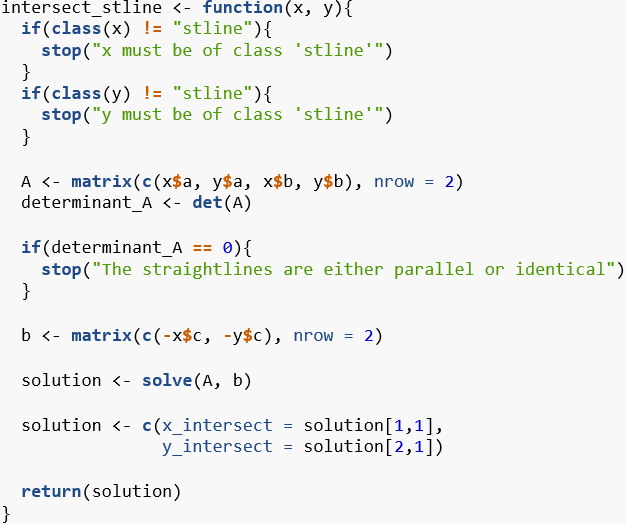 intersect_stline <- function(x, y){
  if(class(x) != "stline"){
    stop("x must be of class 'stline'")
  }
  if(class(y) != "stline"){
    stop("y must be of class 'stline'")
  }

  A <- matrix(c(x$a, y$a, x$b, y$b), nrow = 2)
  determinant_A <- det(A)

  if(determinant_A == 0){
    stop("The straightlines are either parallel or identical")
  }

  b <- matrix(c(-x$c, -y$c), nrow = 2)

  solution <- solve(A, b)

  solution <- c(x_intersect = solution[1,1],
                y_intersect = solution[2,1])

  return(solution)
}